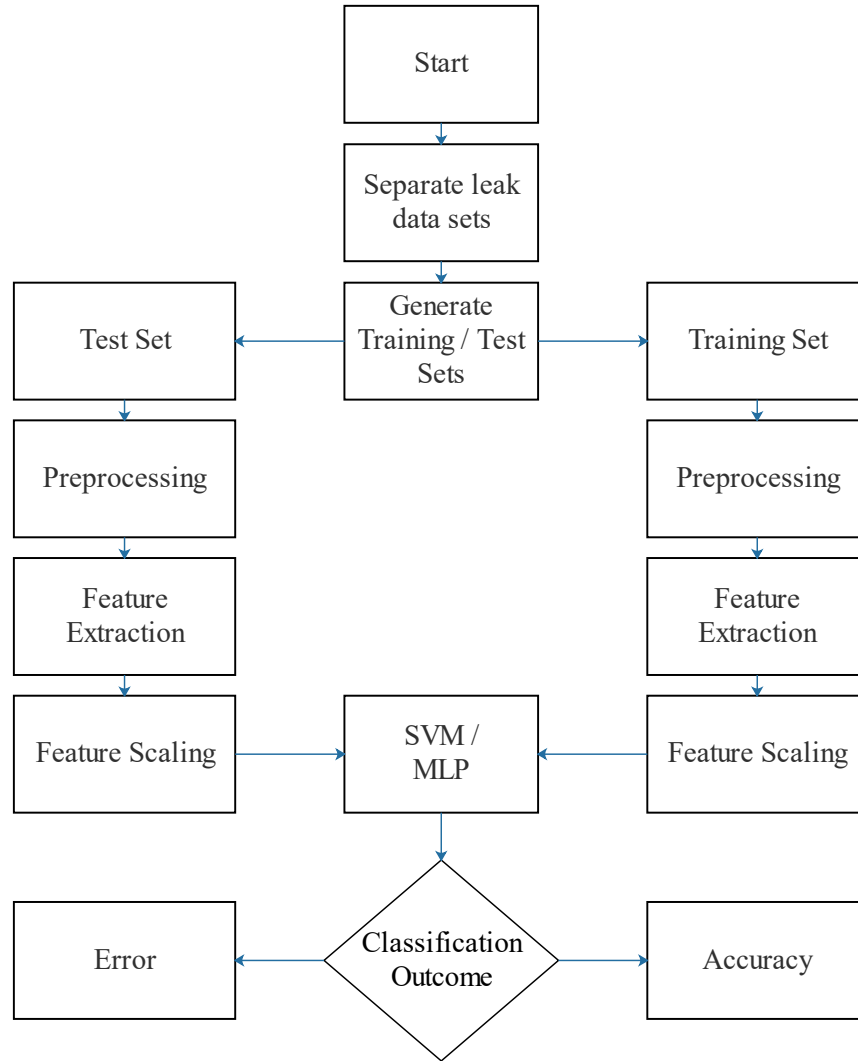 Start
Separate leak
data sets
Test Set
Generate
Training / Test
Sets
Training Set
Preprocessing
Preprocessing
Feature
Extraction
Feature
Extraction
Feature Scaling
SVM /
MLP
Feature Scaling
Error
Classification
Outcome
Accuracy